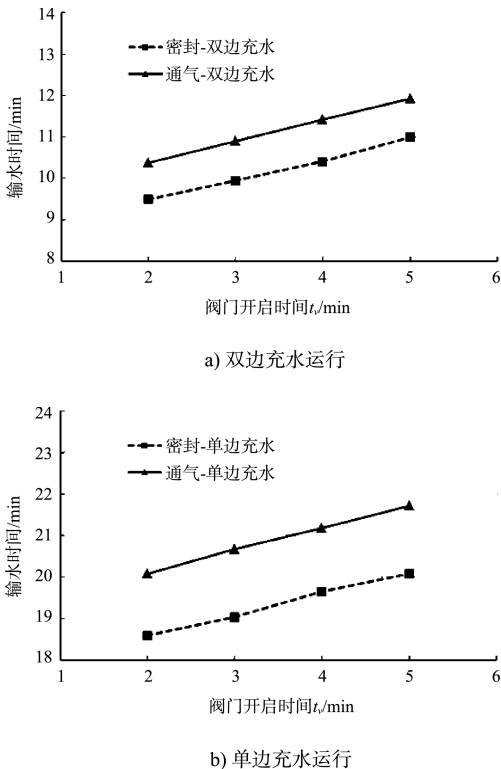 14
13
12
11
10
9
8
输水时间/min
密封-双边充水
通气-双边充水
1 2 3 4 5 6
阀门开启时间tv/min
a) 双边充水运行
24
23
22
21
20
19
18
输水时间/min
密封-单边充水
通气-单边充水
1 2 3 4 5 6
阀门开启时间tv/min
b) 单边充水运行